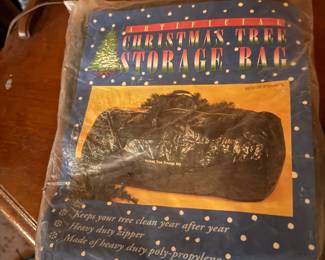 ARTIFICIAL
CHRISTMAS TREE
STORAGE BAG
Keeps your tree clean year after year
Heavy duty zipper
Made of heavy duty poly-propylene